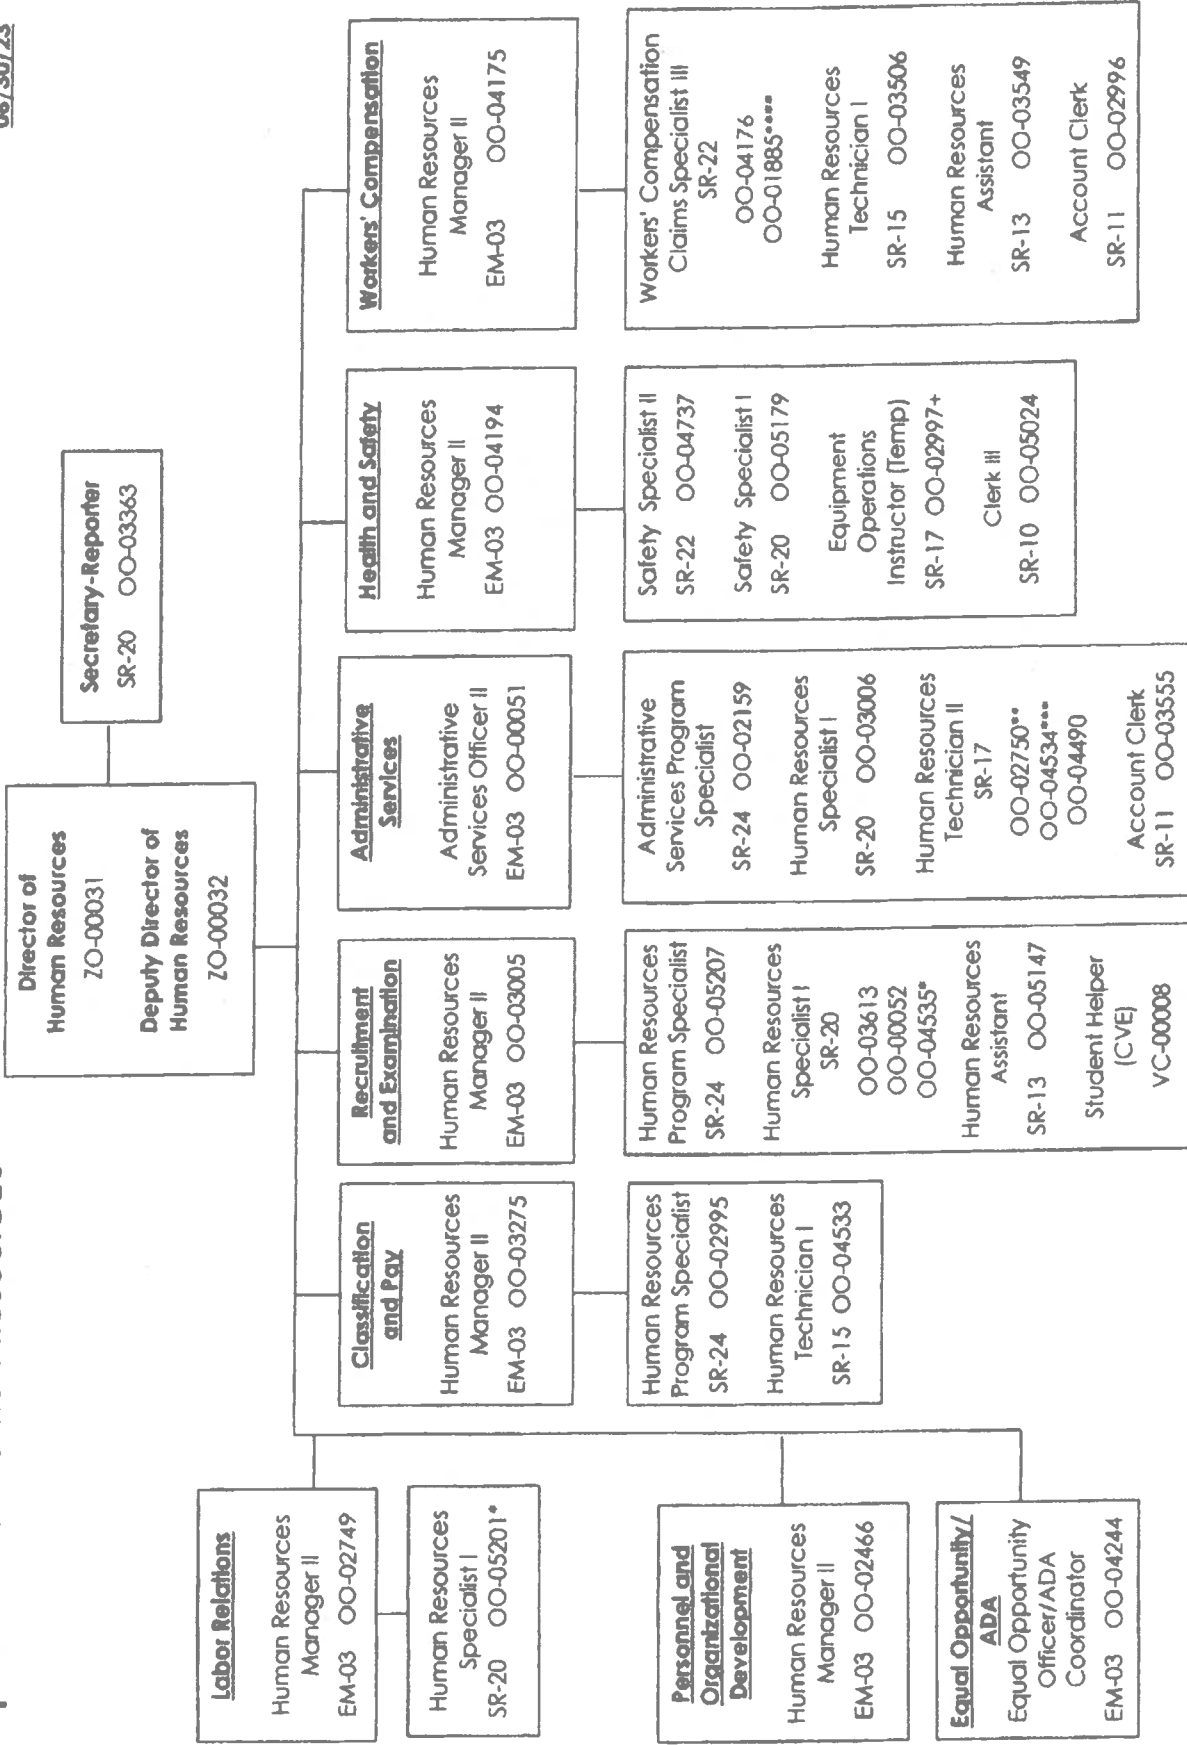 06/30/23
Director of
Human Resources
ZO-00031
Deputy Director of
Human Resources
ZO-00032
Secretary-Reporter
SR-20 OO-03363
Labor Relations
Human Resources
Manager II
EM-03 OO-02749
Human Resources
Specialist I
SR-20 OO-05201*
Personnel and
Organizational
Development
Human Resources
Manager II
EM-03 OO-02466
Equal Opportunity/
ADA
Equal Opportunity
Officer/ADA
Coordinator
EM-03 OO-04244
Classification
and Pay
Human Resources
Manager II
EM-03 OO-03275
Human Resources
Program Specialist
SR-24 OO-02995
Human Resources
Technician I
SR-15 OO-04533
Recruitment
and Examination
Human Resources
Manager II
EM-03 OO-03005
Human Resources
Program Specialist
SR-24 OO-05207
Human Resources
Specialist I
SR-20
OO-03613
OO-00052
OO-04535*
Human Resources
Assistant
SR-13 OO-05147
Student Helper
(CVE)
VC-00008
Administrative
Services
Administrative
Services Officer II
EM-03 OO-00051
Administrative
Services Program
Specialist
SR-24 OO-02159
Human Resources
Specialist I
SR-20 OO-03006
Human Resources
Technician II
SR-17
OO-02750**
OO-04534***
OO-04490
Account Clerk
SR-11 OO-03555
Health and Safety
Human Resources
Manager II
EM-03 OO-04194
Safety Specialist II
SR-22 OO-04737
Safety Specialist I
SR-20 OO-05179
Equipment
Operations
Instructor (Temp)
SR-17 OO-02997+
Clerk III
SR-10 OO-05024
Workers' Compensation
Human Resources
Manager II
EM-03 OO-04175
Workers' Compensation
Claims Specialist III
SR-22
OO-04176
OO-01885****
Human Resources
Technician I
SR-15 OO-03506
Human Resources
Assistant
SR-13 OO-03549
Account Clerk
SR-11 OO-02996